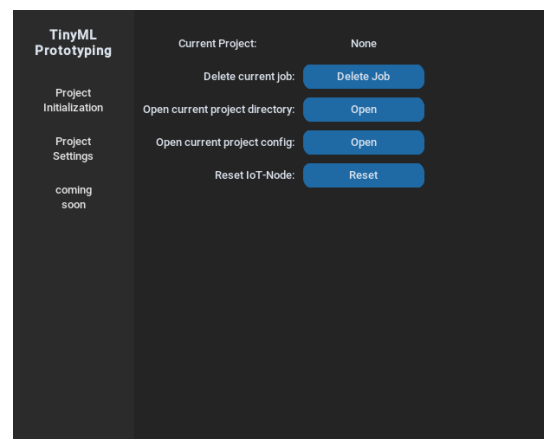 TinyML
Prototyping
Project
Initialization
Project
Settings
coming
soon
Current Project: None
Delete current job: Delete Job
Open current project directory: Open
Open current project config: Open
Reset IoT-Node: Reset